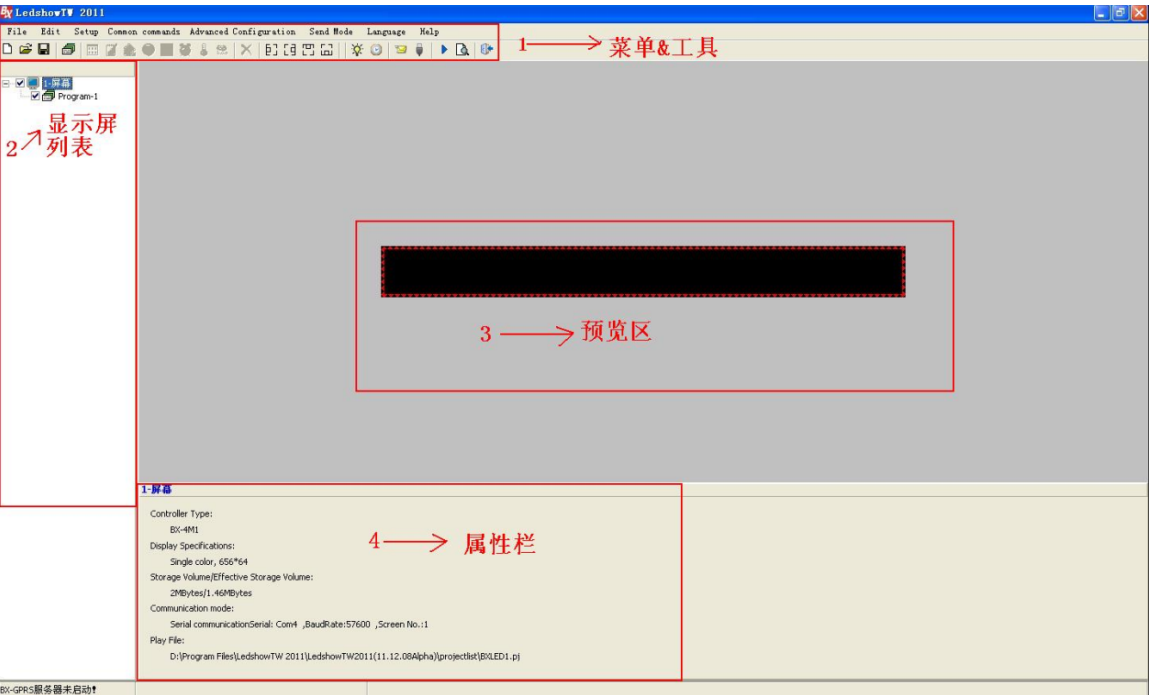 BX LedshowTW 2011
File Edit Setup Common commands Advanced Configuration Send Mode Language Help
1 菜单&工具
1-屏幕
Program-1
2 显示屏
列表
3 预览区
1-屏幕
Controller Type:
BX-4M1
Display Specifications:
Single color, 656*64
Storage Volume/Effective Storage Volume:
2MBytes/1.46MBytes
Communication mode:
Serial communicationSerial: Com4 ,BaudRate:57600 ,Screen No.:1
Play File:
D:\Program Files\LedshowTW 2011\LedshowTW2011(11.12.08Alpha)\projectlist\BXLED1.pj
4 属性栏
BX-GPRS服务器未启动!